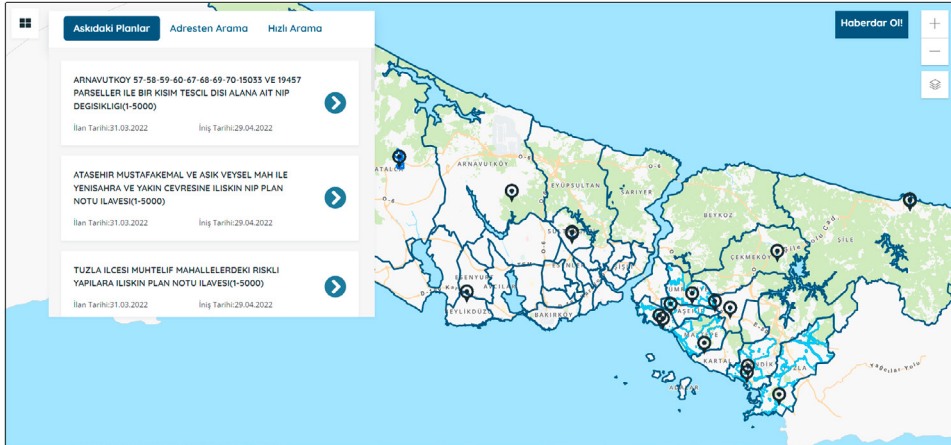 Askıdaki Planlar
Adresten Arama
Hızlı Arama
ARNAVUTKOY 57-58-59-60-67-68-69-70-15033 VE 19457
PARSELLER ILE BIR KISIM TESCIL DISI ALANA AIT NIP
DEGISIKLIGI(1-5000)
İlan Tarihi:31.03.2022
İniş Tarihi:29.04.2022
ATASEHIR MUSTAFAKEMAL VE ASIK VEYSEL MAH ILE
YENISAHRA VE YAKIN CEVRESINE ILISKIN NIP PLAN
NOTU ILAVESI(1-5000)
İlan Tarihi:31.03.2022
İniş Tarihi:29.04.2022
TUZLA ILCESI MUHTELIF MAHALLELERDEKI RISKLI
YAPILARA ILISKIN PLAN NOTU ILAVESI(1-5000)
İlan Tarihi:31.03.2022
İniş Tarihi:29.04.2022
Haberdar Ol!
ARNAVUTKÖY
EYÜPSULTAN
SARIYER
BEYKOZ
ŞİLE
Şile Yolu Cad.
ÇEKMEKÖY
BAKIRKÖY
KARTAL
Yağcılar Yolu